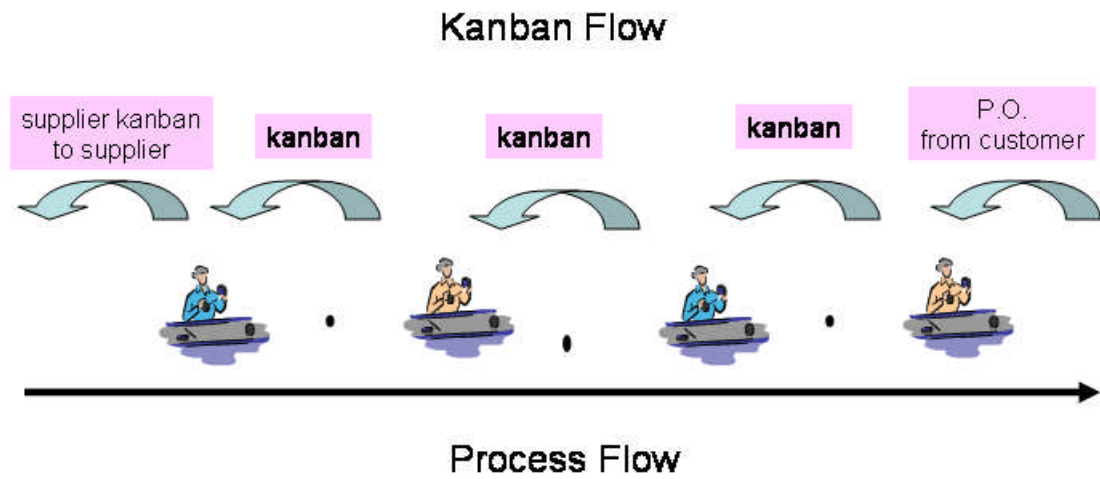 Kanban Flow
supplier kanban
to supplier
kanban
kanban
kanban
P.O.
from customer
Process Flow